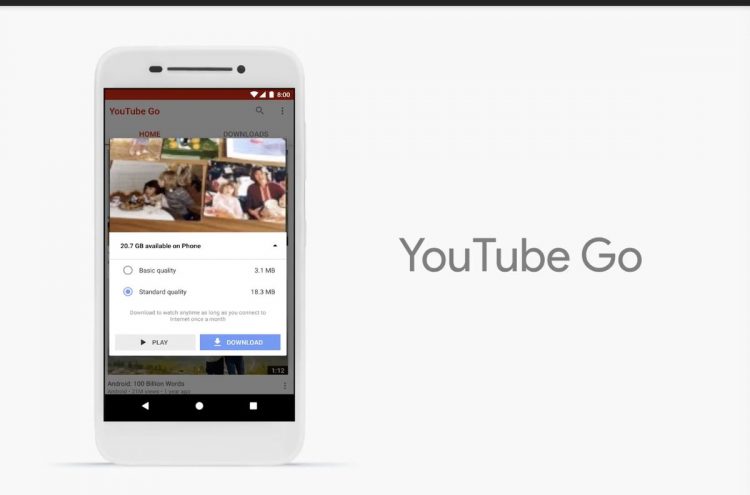 8:00
YouTube Go
HOME DOWNLOADS
20.7 GB available on Phone
Basic quality 3.1 MB
Standard quality 18.3 MB
Download to watch anytime as long as you connect to
Internet once a month
PLAY DOWNLOAD
1:12
Android: 100 Billion Words
Android • 21M views • 1 year ago
YouTube Go